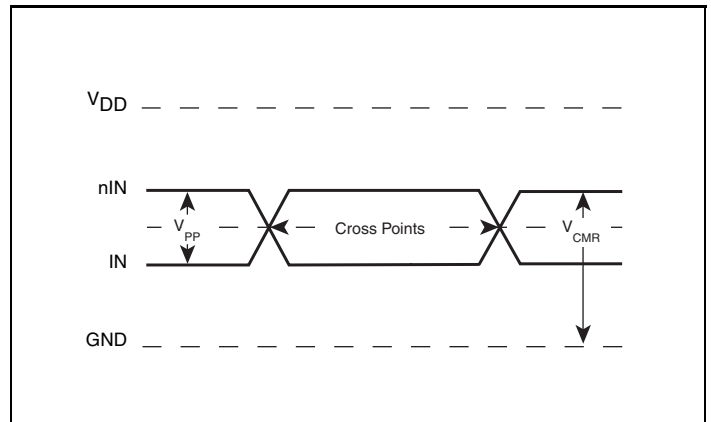 VDD
nIN
VPP
Cross Points
VCMR
IN
GND